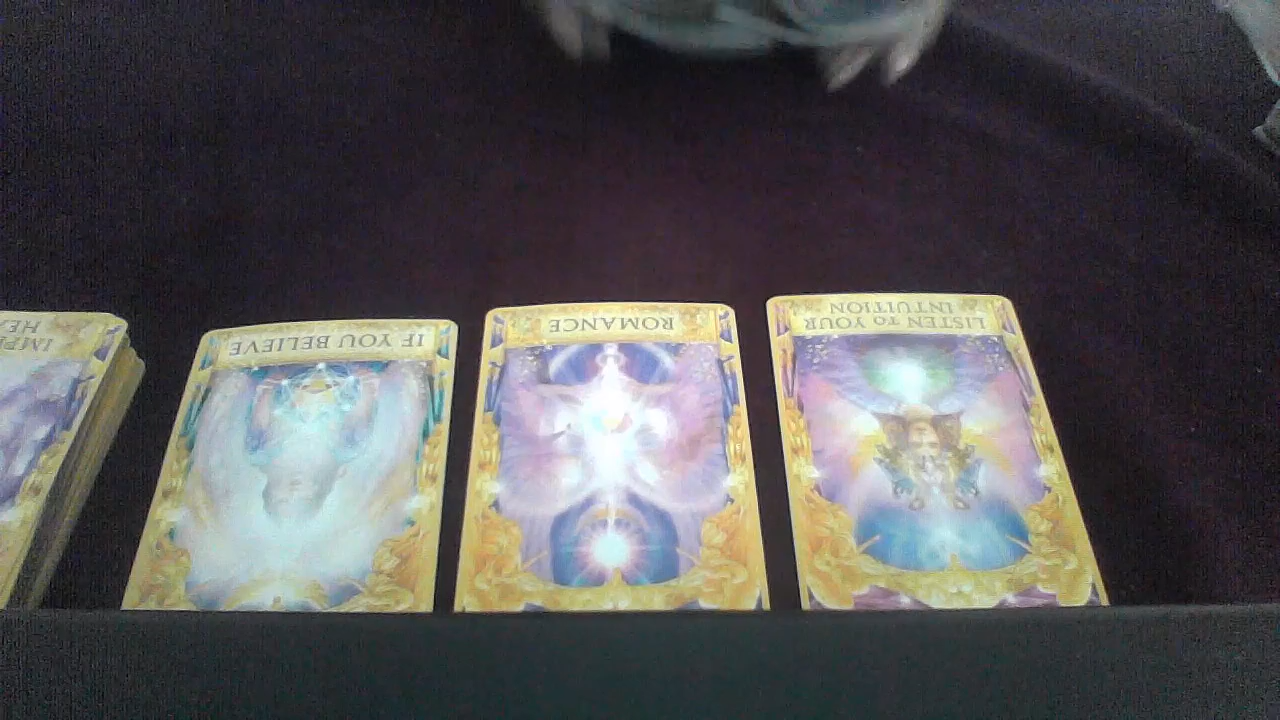 IF YOU BELIEVE
ROMANCE
LISTEN TO YOUR
INTUITION